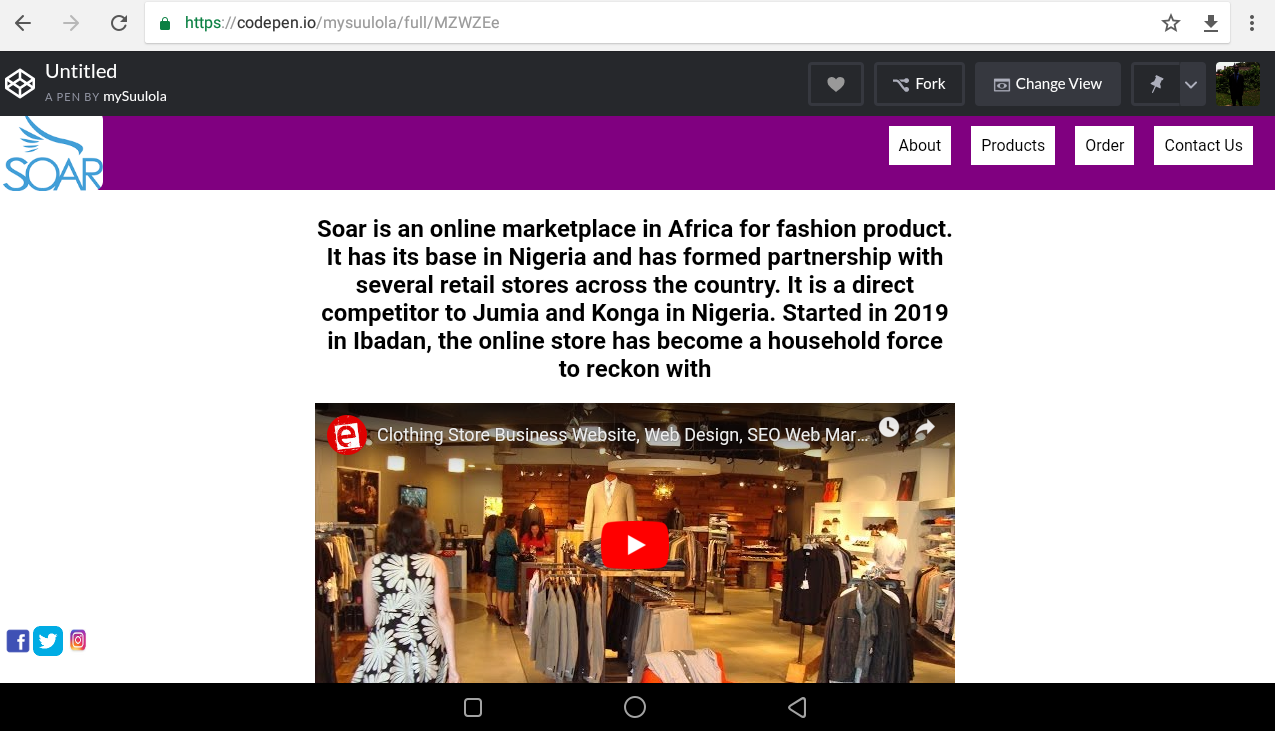 https://codepen.io/mysuulola/full/MZWZEe
Untitled
A PEN BY mySuulola
Fork
Change View
SOAR
About
Products
Order
Contact Us
Soar is an online marketplace in Africa for fashion product.
It has its base in Nigeria and has formed partnership with
several retail stores across the country. It is a direct
competitor to Jumia and Konga in Nigeria. Started in 2019
in Ibadan, the online store has become a household force
to reckon with
e
Clothing Store Business Website, Web Design, SEO Web Mar...
f